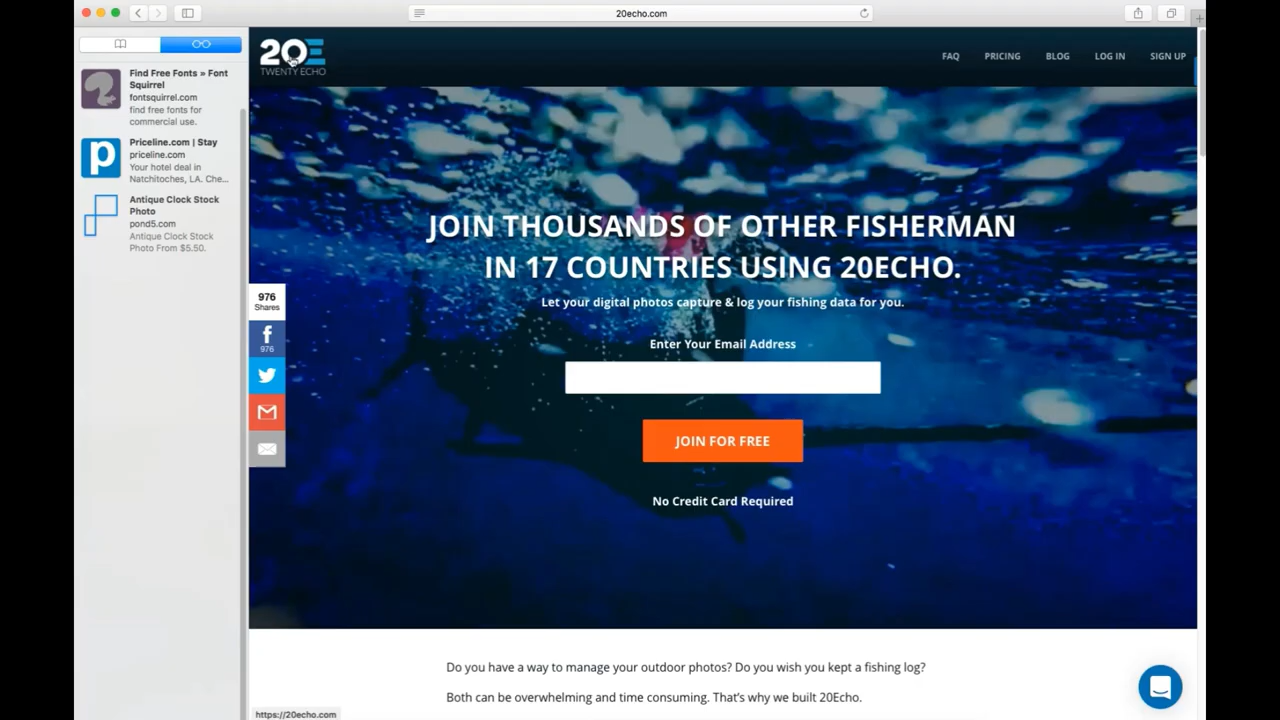 20echo.com
Find Free Fonts » Font
Squirrel
fontsquirrel.com
find free fonts for
commercial use.
Priceline.com | Stay
priceline.com
Your hotel deal in
Natchitoches, LA. Che...
Antique Clock Stock
Photo
pond5.com
Antique Clock Stock
Photo From $5.50.
20E
TWENTY ECHO
FAQ PRICING BLOG LOG IN SIGN UP
JOIN THOUSANDS OF OTHER FISHERMAN
IN 17 COUNTRIES USING 20ECHO.
Let your digital photos capture & log your fishing data for you.
Enter Your Email Address
JOIN FOR FREE
No Credit Card Required
976
Shares
f
976
Do you have a way to manage your outdoor photos? Do you wish you kept a fishing log?
Both can be overwhelming and time consuming. That's why we built 20Echo.
https://20echo.com